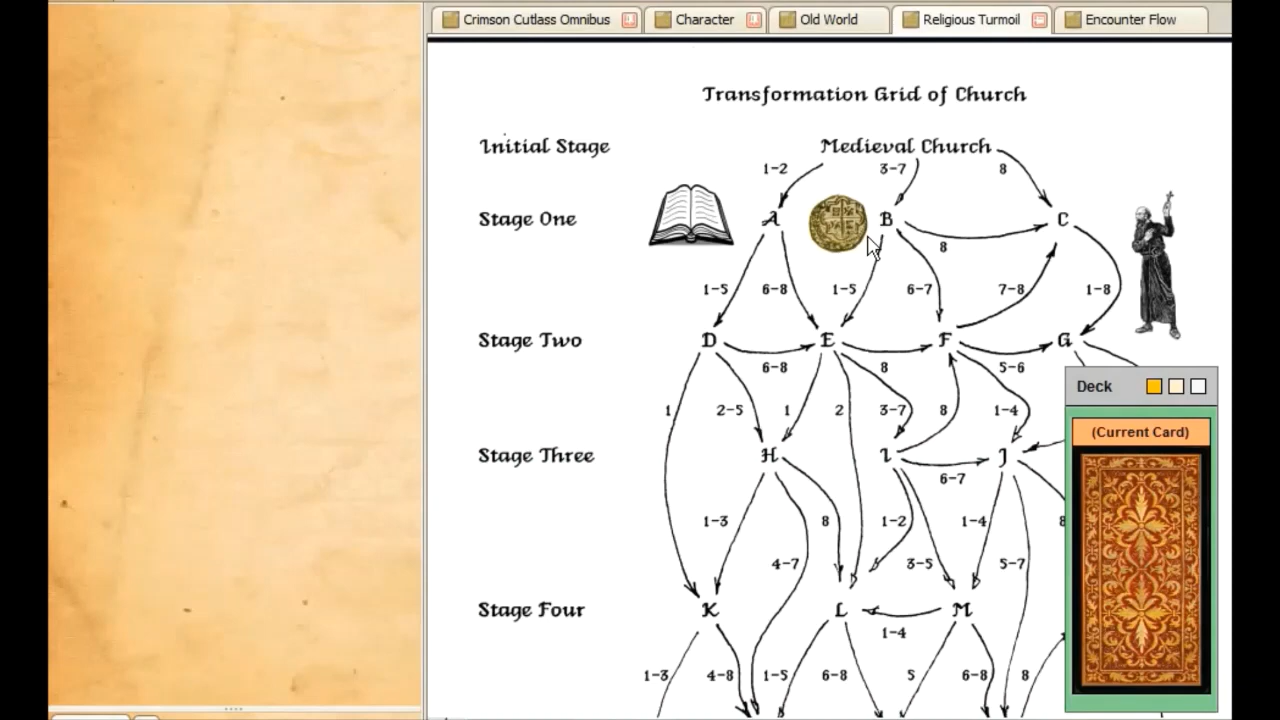 Crimson Cutlass Omnibus Character Old World Religious Turmoil Encounter Flow
Transformation Grid of Church
Initial Stage Medieval Church
1-2 3-7 8
Stage One A B C
8
1-5 6-8 1-5 6-7 7-8 1-8
Stage Two D E F G
6-8 8 5-6
Deck
1 2-5 1 2 3-7 8 1-4
(Current Card)
Stage Three H I J
6-7
1-3 8 1-2 1-4 8
4-7 3-5 5-7
Stage Four K L M
1-4
1-3 4-8 1-5 6-8 5 6-8 8